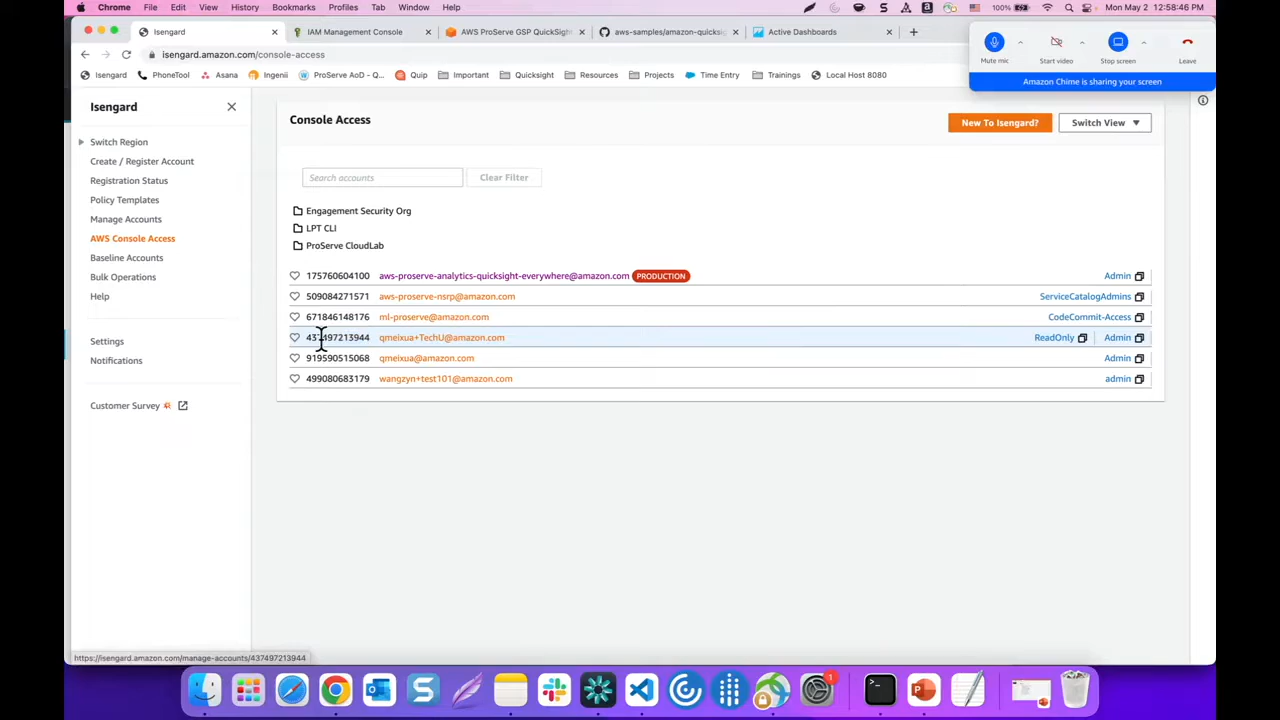 Chrome File Edit View History Bookmarks Profiles Tab Window Help 100% Mon May 2 12:58:46 PM
Isengard
IAM Management Console
AWS ProServe GSP QuickSigh
aws-samples/amazon-quicksig
Active Dashboards
isengard.amazon.com/console-access
Mute mic Start video Stop screen Leave
Amazon Chime is sharing your screen
Isengard PhoneTool Asana Ingenii ProServe AoD - Q... Quip Important Quicksight Resources Projects Time Entry Trainings Local Host 8080
Isengard
Switch Region
Create / Register Account
Registration Status
Policy Templates
Manage Accounts
AWS Console Access
Baseline Accounts
Bulk Operations
Help
Settings
Notifications
Customer Survey
Console Access
New To Isengard?
Switch View
Search accounts
Clear Filter
Engagement Security Org
LPT CLI
ProServe CloudLab
175760604100 aws-proserve-analytics-quicksight-everywhere@amazon.com PRODUCTION Admin
509084271571 aws-proserve-nsrp@amazon.com ServiceCatalogAdmins
671846148176 ml-proserve@amazon.com CodeCommit-Access
437497213944 qmeixua+TechU@amazon.com ReadOnly Admin
919590515068 qmeixua@amazon.com Admin
499080683179 wangzyn+test101@amazon.com admin
https://isengard.amazon.com/manage-accounts/437497213944
1